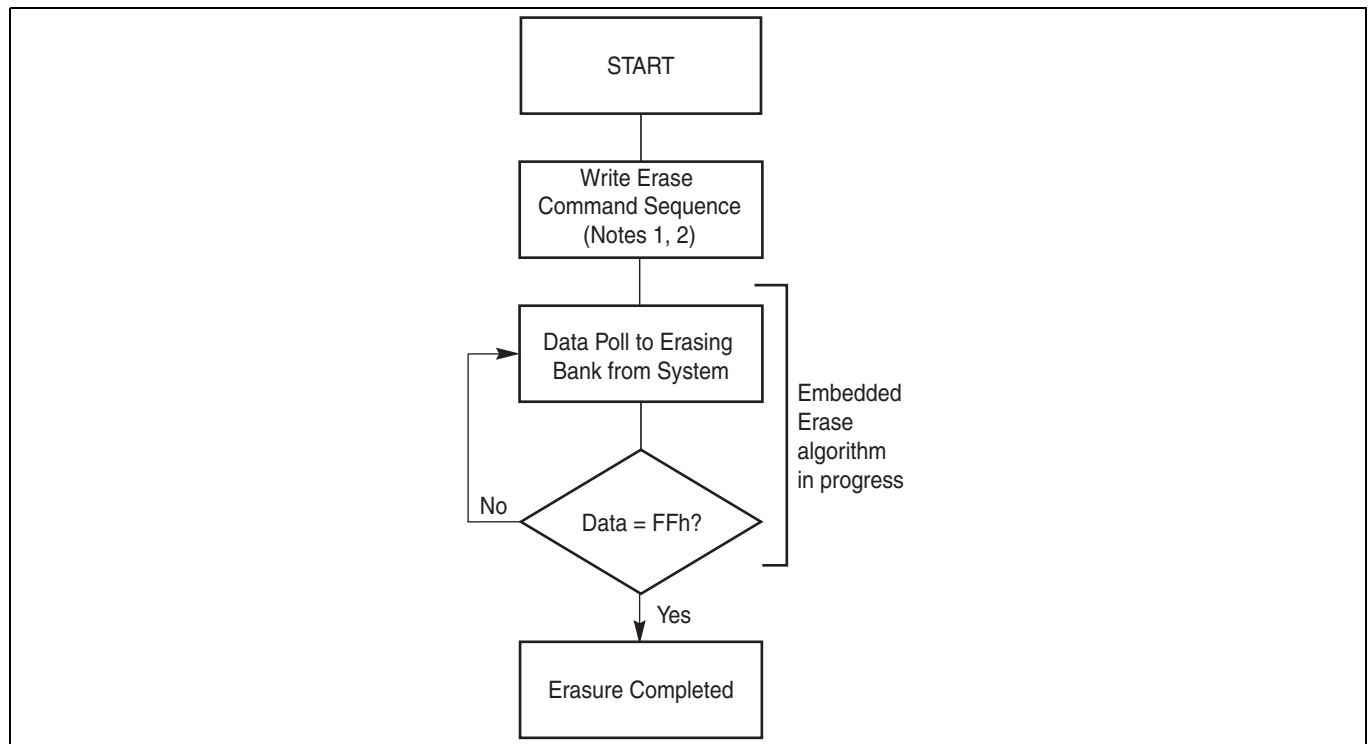 START
Write Erase
Command Sequence
(Notes 1, 2)
Data Poll to Erasing
Bank from System
Embedded
Erase
algorithm
in progress
No
Data = FFh?
Yes
Erasure Completed